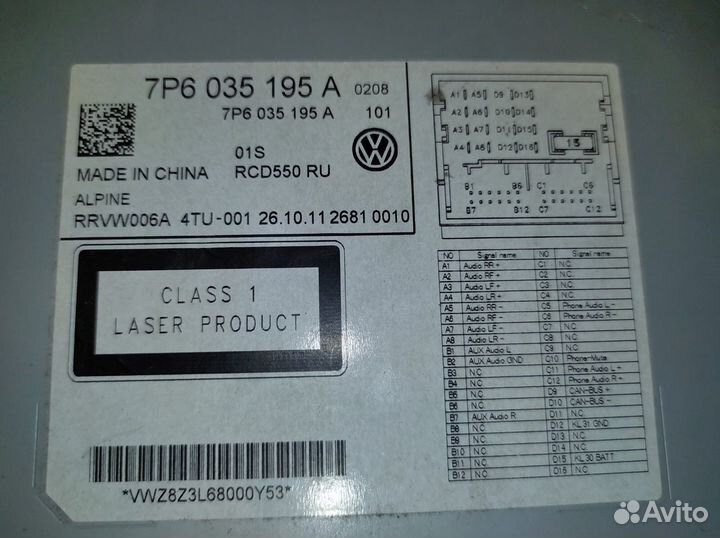 7P6 035 195 A 0208
7P6 035 195 A 101
01S
MADE IN CHINA RCD550 RU
ALPINE
RRVW006A 4TU-001 26.10.11 2681 0010
CLASS 1
LASER PRODUCT
*VWZ8Z3L68000Y53*
A1 A5 D9 D13
A2 A6 D10 D14
A3 A7 D11 D15
A4 A8 D12 D16
13
B1 B6 C1 C6
B7 B12 C7 C12
NO Signal name NO Signal name
A1 Audio RR + C1 N.C.
A2 Audio RF + C2 N.C.
A3 Audio LF + C3 N.C.
A4 Audio LR + C4 N.C.
A5 Audio RR - C5 Phone Audio L -
A6 Audio RF - C6 Phone Audio R -
A7 Audio LF - C7 N.C.
A8 Audio LR - C8 N.C.
B1 AUX Audio L C9 N.C.
B2 AUX Audio GND C10 Phone-Mute
B3 N.C. C11 Phone Audio L +
B4 N.C. C12 Phone Audio R +
B5 N.C. D9 CAN-BUS +
B6 N.C. D10 CAN-BUS -
B7 AUX Audio R D11 N.C.
B8 N.C. D12 KL 31 GND
B9 N.C. D13 N.C.
B10 N.C. D14 N.C.
B11 N.C. D15 KL 30 BATT
B12 N.C. D16 N.C.
Avito